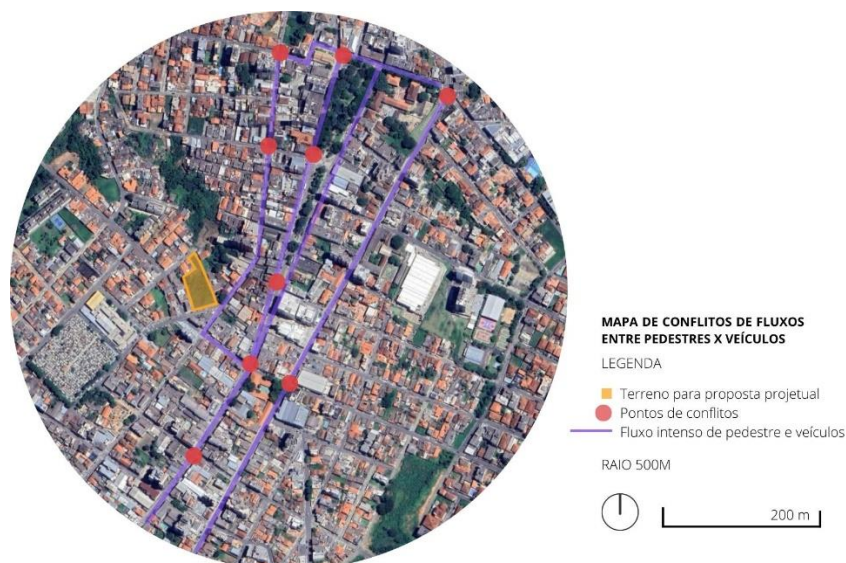 MAPA DE CONFLITOS DE FLUXOS
ENTRE PEDESTRES X VEÍCULOS
LEGENDA
Terreno para proposta projetual
Pontos de conflitos
Fluxo intenso de pedestre e veículos
RAIO 500M
200 m